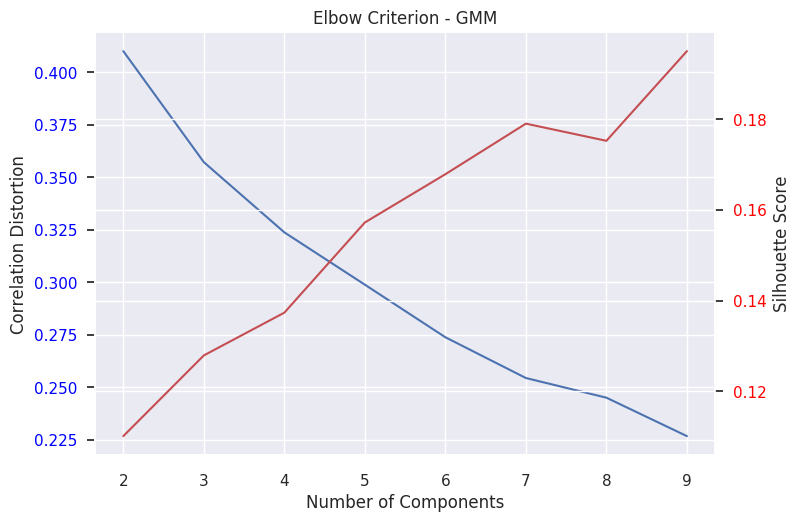 Elbow Criterion - GMM
0.400
0.375
0.350
0.325
0.300
0.275
0.250
0.225
Correlation Distortion
0.18
0.16
0.14
0.12
Silhouette Score
2 3 4 5 6 7 8 9
Number of Components